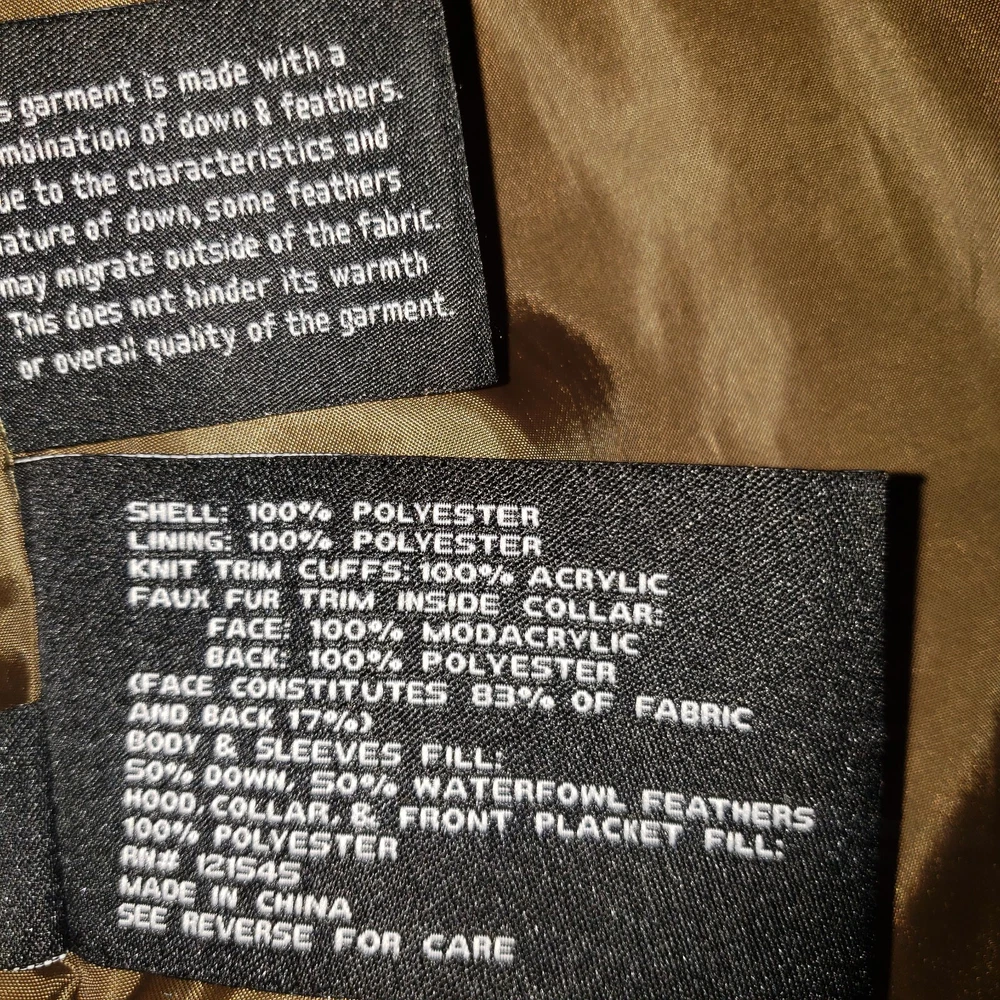 garment is made with a
of down & feathers.
to the characteristics and
of down, some feathers
may migrate outside of the fabric.
This does not hinder its warmth
or overall quality of the garment.
SHELL: 100% POLYESTER
LINING: 100% POLYESTER
KNIT TRIM CUFFS: 100% ACRYLIC
FAUX FUR TRIM INSIDE COLLAR:
FACE: 100% MODACRYLIC
BACK: 100% POLYESTER
(FACE CONSTITUTES 83% OF FABRIC
AND BACK 17%)
BODY & SLEEVES FILL:
50% DOWN, 50% WATERFOWL FEATHERS
HOOD, COLLAR, & FRONT PLACKET FILL:
100% POLYESTER
RN# 121545
MADE IN CHINA
SEE REVERSE FOR CARE